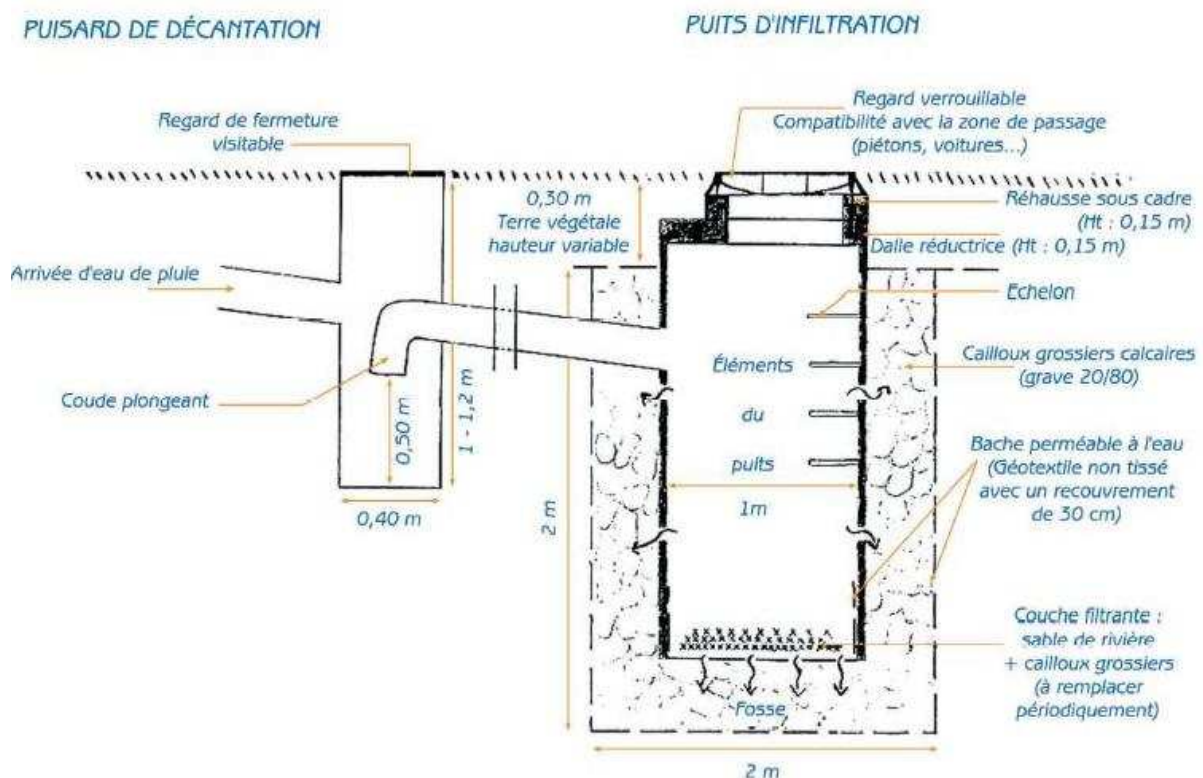 PUISARD DE DÉCANTATION
PUITS D'INFILTRATION
Regard de fermeture
visitable
Regard verrouillable
Compatibilité avec la zone de passage
(piétons, voitures...)
0,30 m
Terre végétale
hauteur variable
Réhausse sous cadre
(Ht : 0,15 m)
Dalle réductrice (Ht : 0,15 m)
Arrivée d'eau de pluie
Echelon
Éléments
du
puits
Cailloux grossiers calcaires
(grave 20/80)
Coude plongeant
0,50 m
1 - 1,2 m
0,40 m
2 m
1m
Bache perméable à l'eau
(Géotextile non tissé
avec un recouvrement
de 30 cm)
Couche filtrante :
sable de rivière
+ cailloux grossiers
(à remplacer
périodiquement)
Fosse
2 m